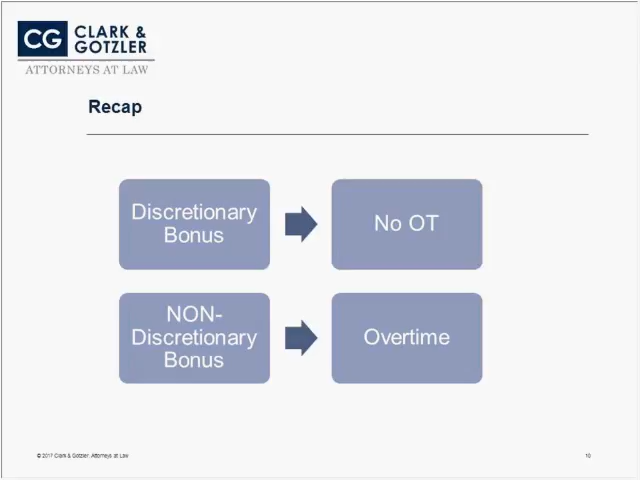 CG CLARK &
GOTZLER
ATTORNEYS AT LAW
Recap
Discretionary
Bonus
No OT
NON-
Discretionary
Bonus
Overtime
© 2017 Clark & Gotzler, Attorneys at Law
10